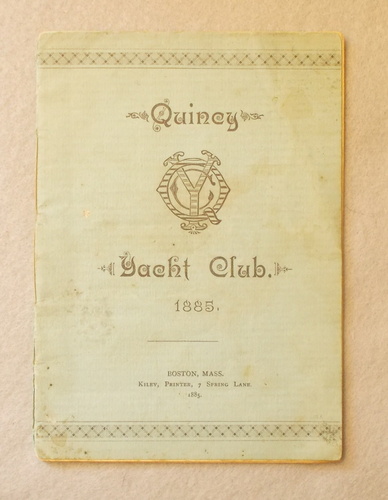 Quincy
QYC
Yacht Club.
1885.
BOSTON, MASS.
KILEY, PRINTER, 7 SPRING LANE
1885.